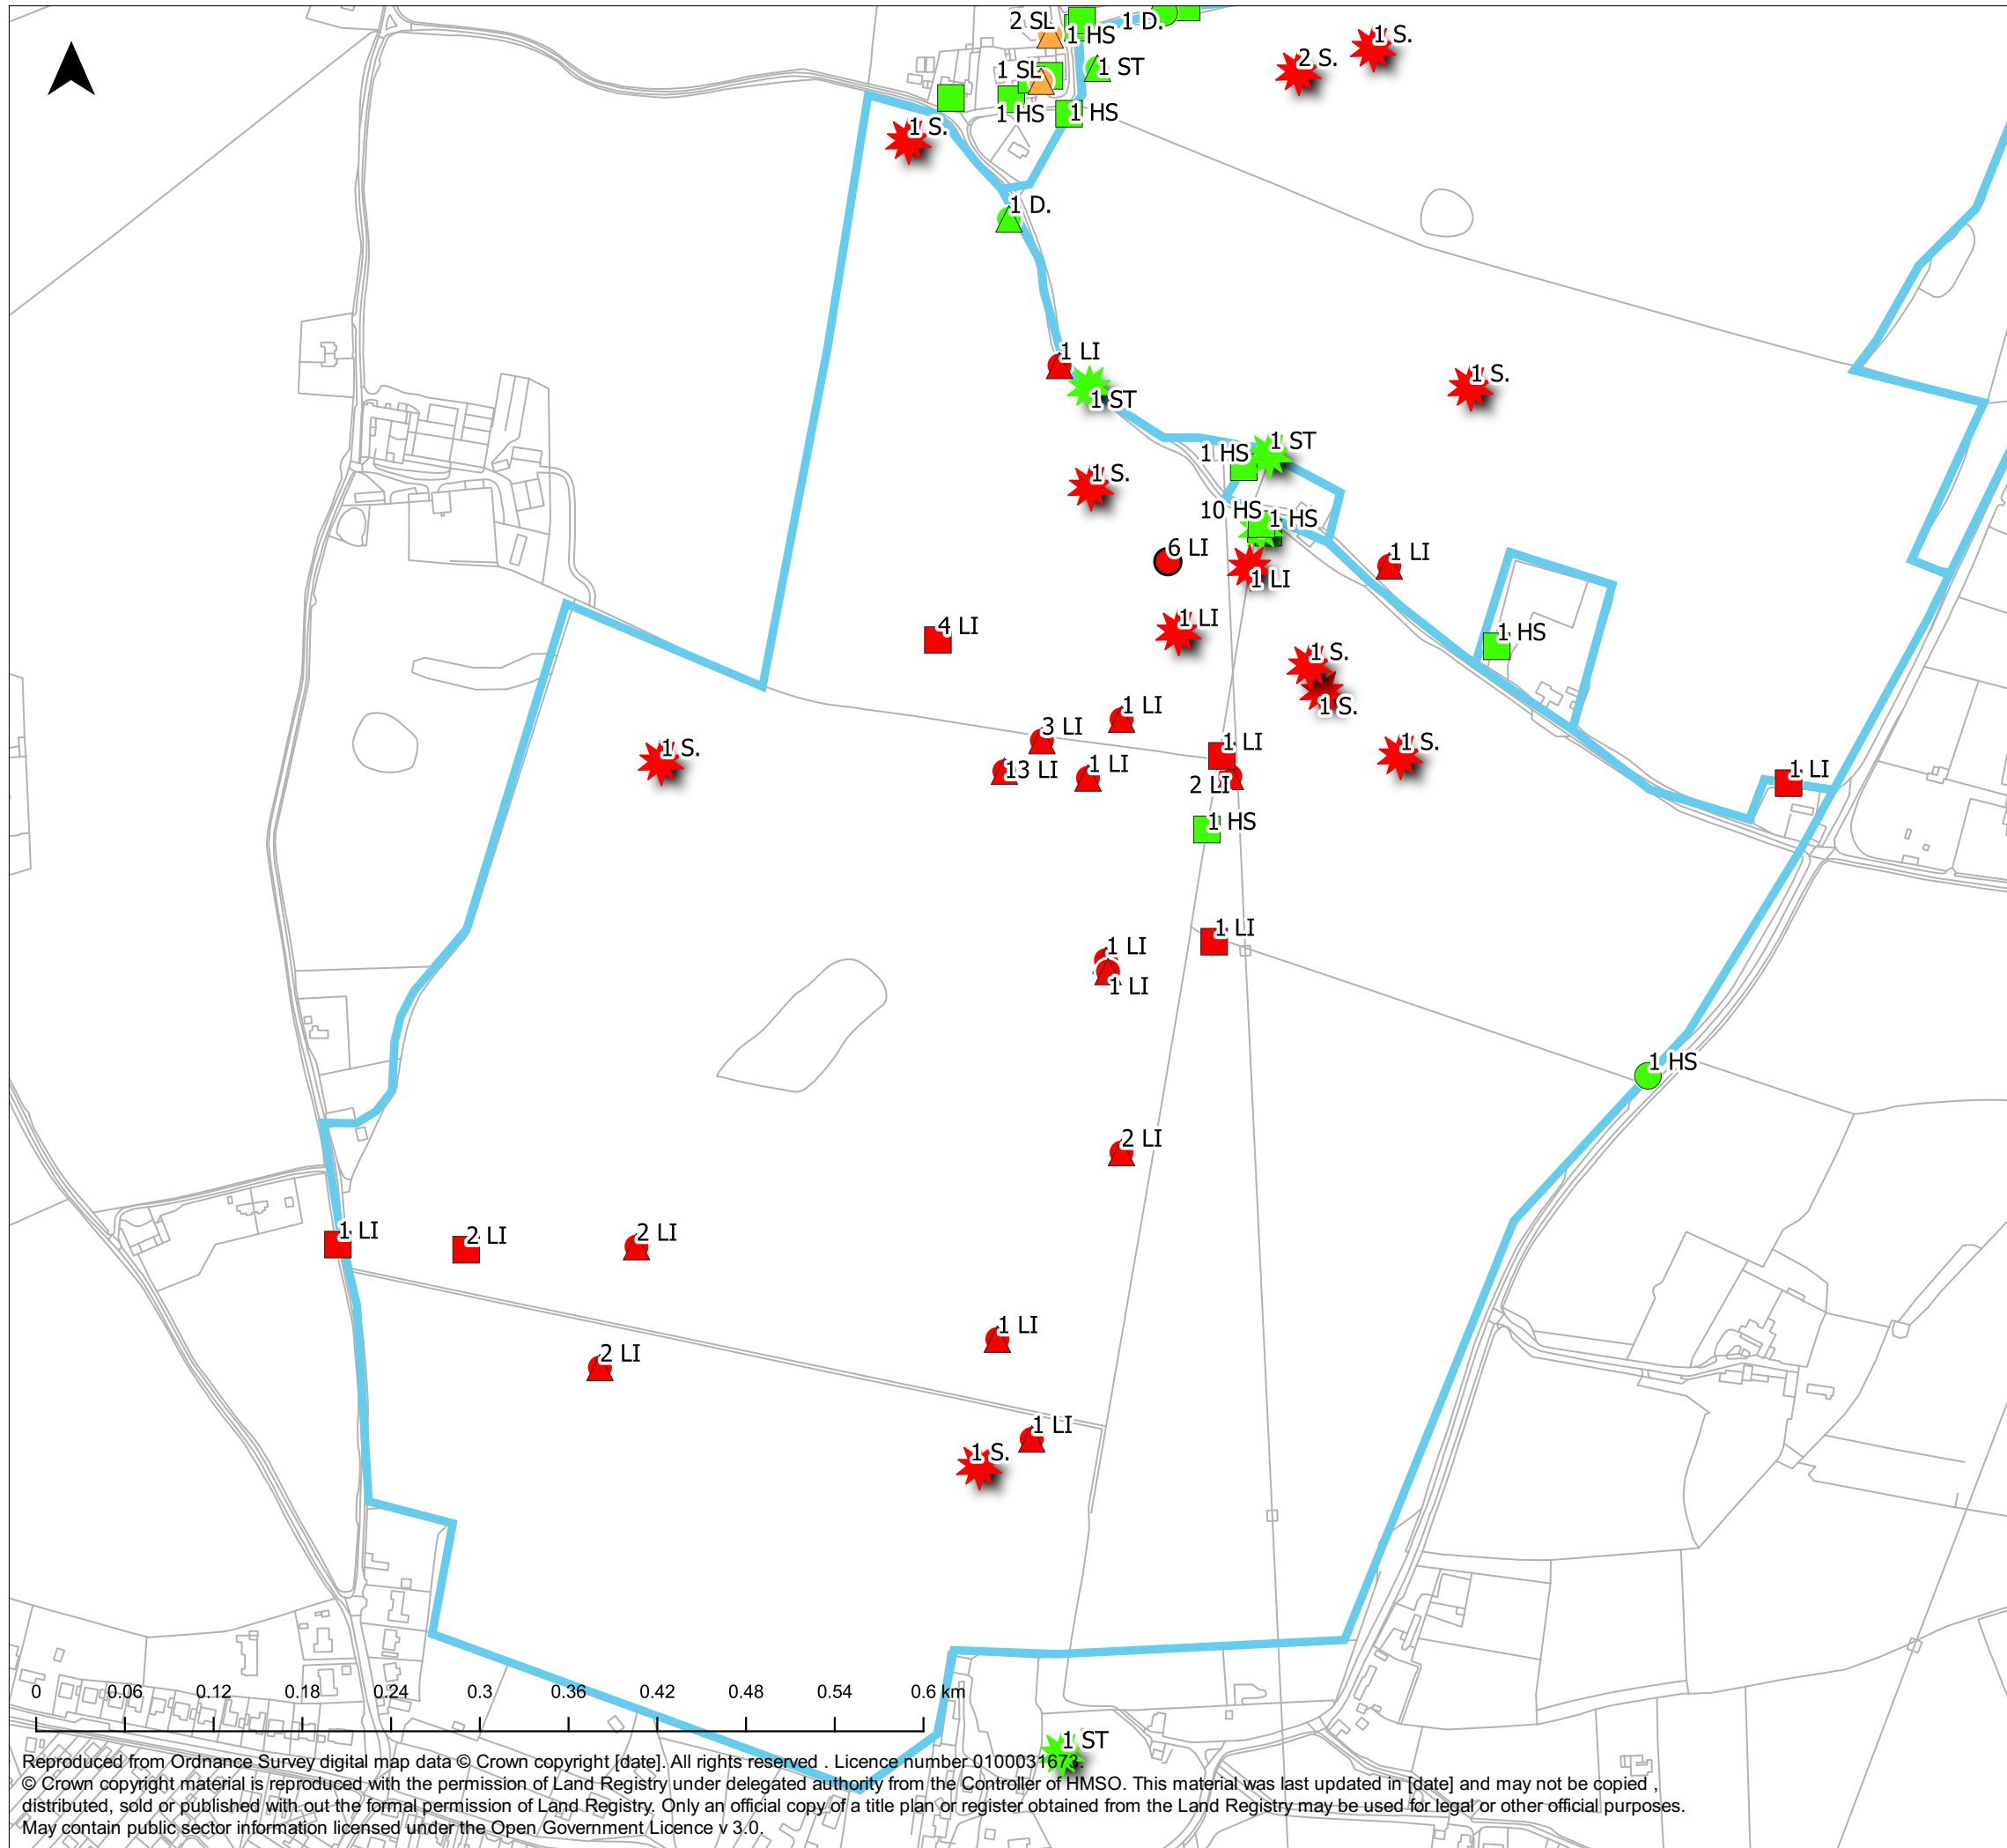 2 SL
1 D.
1 HS
1 S.
2 S.
1 SL
1 ST
1 HS
1 HS
1 S.
1 D.
1 LI
1 ST
1 S.
1 ST
1 HS
1 S.
10 HS
1 HS
6 LI
1 LI
1 LI
1 LI
4 LI
1 HS
1 S.
1 S.
1 LI
3 LI
1 LI
1 S.
1 S.
13 LI
1 LI
2 LI
1 LI
1 HS
1 LI
1 LI
1 LI
1 HS
2 LI
1 LI
2 LI
2 LI
1 LI
2 LI
1 LI
1 S.
0 0.06 0.12 0.18 0.24 0.3 0.36 0.42 0.48 0.54 0.6 km
1 ST
Reproduced from Ordnance Survey digital map data © Crown copyright [date]. All rights reserved . Licence number 0100031673.
© Crown copyright material is reproduced with the permission of Land Registry under delegated authority from the Controller of HMSO. This material was last updated in [date] and may not be copied ,
distributed, sold or published with out the formal permission of Land Registry. Only an official copy of a title plan or register obtained from the Land Registry may be used for legal or other official purposes.
May contain public sector information licensed under the Open Government Licence v 3.0.